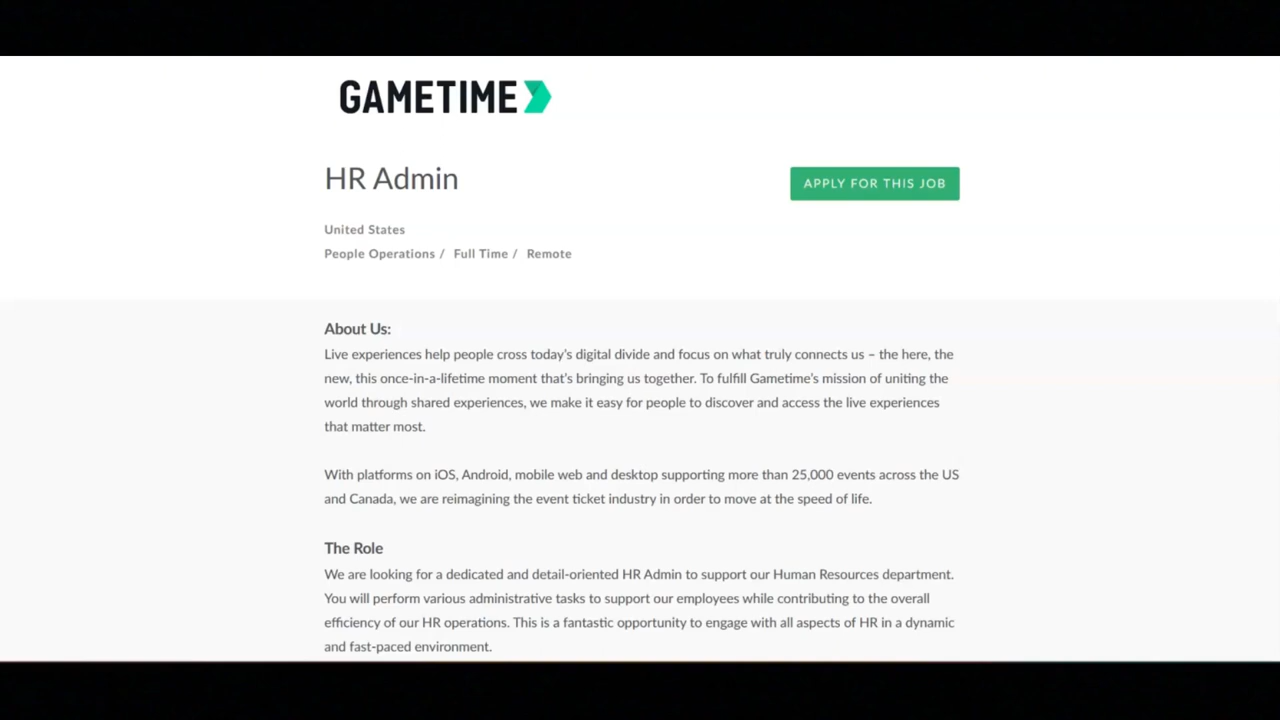 GAMETIME
HR Admin
APPLY FOR THIS JOB
United States
People Operations / Full Time / Remote
About Us:
Live experiences help people cross today's digital divide and focus on what truly connects us – the here, the
new, this once-in-a-lifetime moment that's bringing us together. To fulfill Gametime's mission of uniting the
world through shared experiences, we make it easy for people to discover and access the live experiences
that matter most.
With platforms on iOS, Android, mobile web and desktop supporting more than 25,000 events across the US
and Canada, we are reimagining the event ticket industry in order to move at the speed of life.
The Role
We are looking for a dedicated and detail-oriented HR Admin to support our Human Resources department.
You will perform various administrative tasks to support our employees while contributing to the overall
efficiency of our HR operations. This is a fantastic opportunity to engage with all aspects of HR in a dynamic
and fast-paced environment.